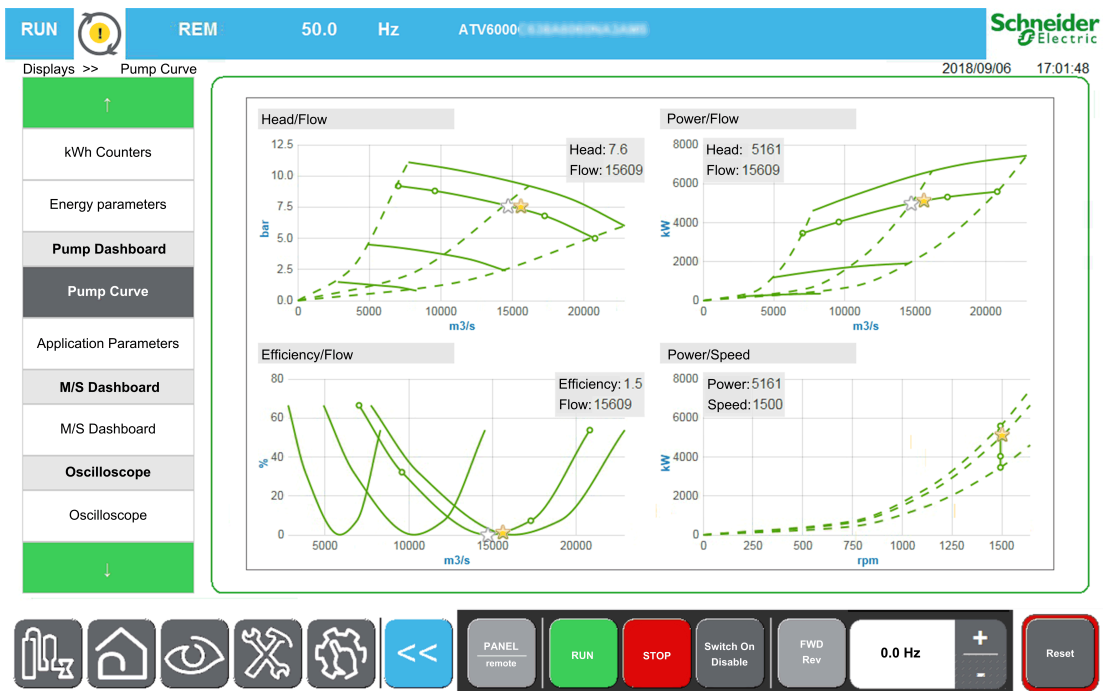 RUN
!
REM
50.0
Hz
ATV6000
Schneider
Electric
Displays >> Pump Curve
2018/09/06 17:01:48
↑
kWh Counters
Energy parameters
Pump Dashboard
Pump Curve
Application Parameters
M/S Dashboard
M/S Dashboard
Oscilloscope
Oscilloscope
↓
Head/Flow
Head: 7.6
Flow: 15609
12.5
10.0
7.5
5.0
2.5
0.0
bar
0 5000 10000 15000 20000
m3/s
Power/Flow
Head: 5161
Flow: 15609
8000
6000
4000
2000
0
kW
0 5000 10000 15000 20000
m3/s
Efficiency/Flow
Efficiency: 1.5
Flow: 15609
80
60
40
20
0
%
5000 10000 15000 20000
m3/s
Power/Speed
Power: 5161
Speed: 1500
8000
6000
4000
2000
0
kW
0 250 500 750 1000 1250 1500
rpm
<<
PANEL
remote
RUN
STOP
Switch On
Disable
FWD
Rev
0.0 Hz
+
-
Reset